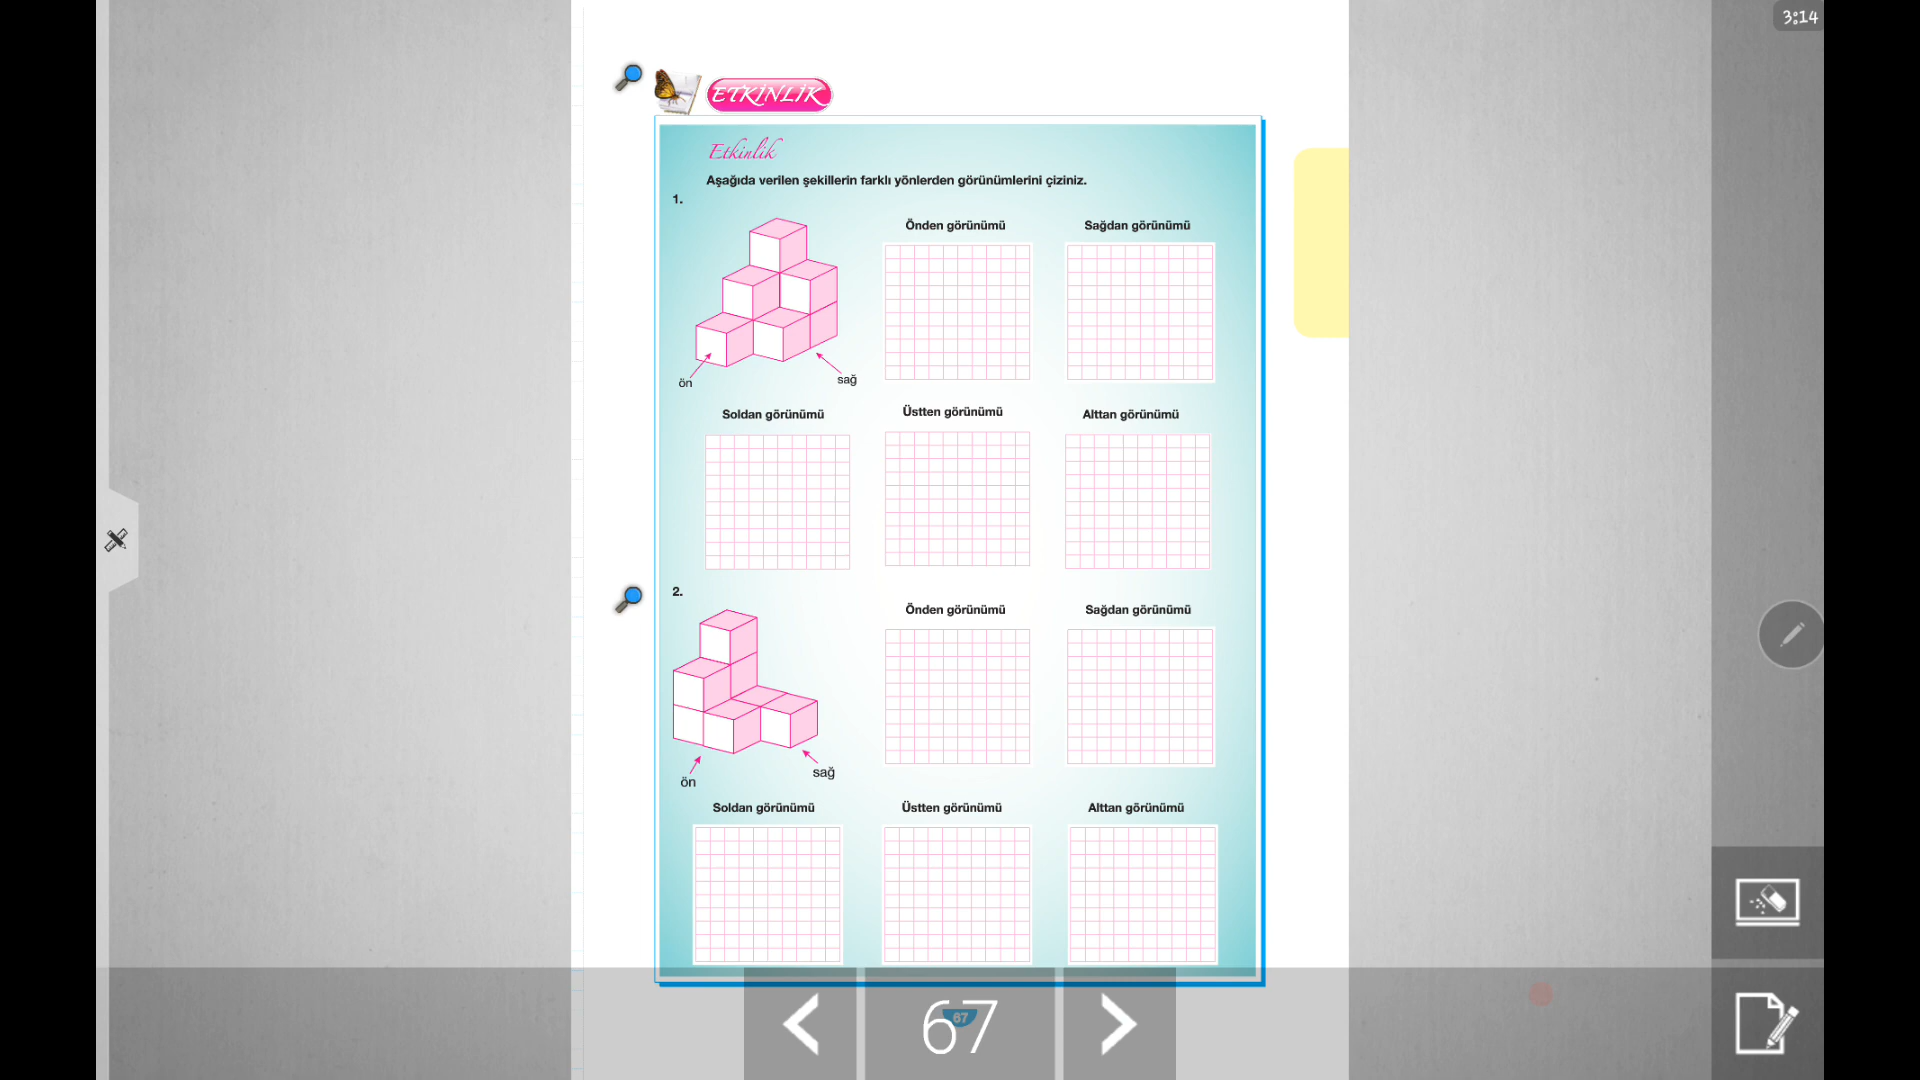 3:14
ETKİNLİK
Etkinlik
Aşağıda verilen şekillerin farklı yönlerden görünümlerini çiziniz.
1.
Önden görünümü
Sağdan görünümü
ön
sağ
Soldan görünümü
Üstten görünümü
Alttan görünümü
2.
Önden görünümü
Sağdan görünümü
ön
sağ
Soldan görünümü
Üstten görünümü
Alttan görünümü
67
67